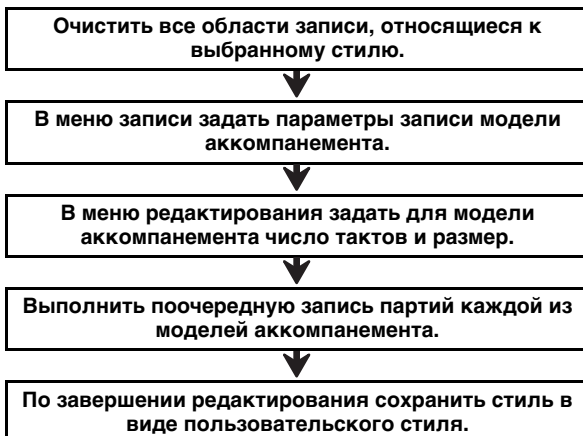 Очистить все области записи, относящиеся к
выбранному стилю.
В меню записи задать параметры записи модели
аккомпанемента.
В меню редактирования задать для модели
аккомпанемента число тактов и размер.
Выполнить поочередную запись партий каждой из
моделей аккомпанемента.
По завершении редактирования сохранить стиль в
виде пользовательского стиля.